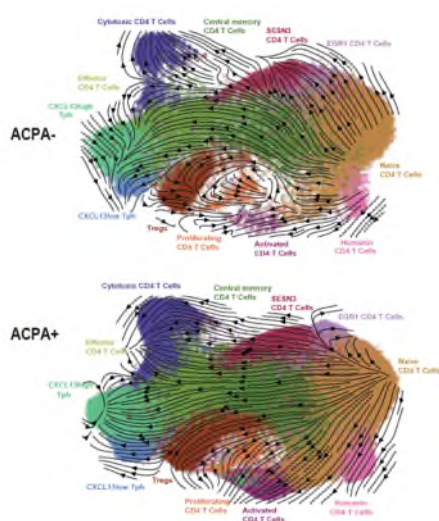 Cytotoxic CD4 T Cells
Central memory
CD4 T Cells
SESN3
CD4 T Cells
EGR1 CD4 T Cells
Effector
CD4 T Cells
CXCL13high
Tph
ACPA-
Naive
CD4 T Cells
CXCL13low Tph
Tregs
Proliferating
CD4 T Cells
Activated
CD4 T Cells
Humanin
CD4 T Cells
Cytotoxic CD4 T Cells
Central memory
CD4 T Cells
SESN3
CD4 T Cells
EGR1 CD4 T Cells
ACPA+
Effector
CD4 T Cells
Naive
CD4 T Cells
CXCL13high
Tph
CXCL13low Tph
Tregs
Proliferating
CD4 T Cells
Activated
CD4 T Cells
Humanin
CD4 T Cells